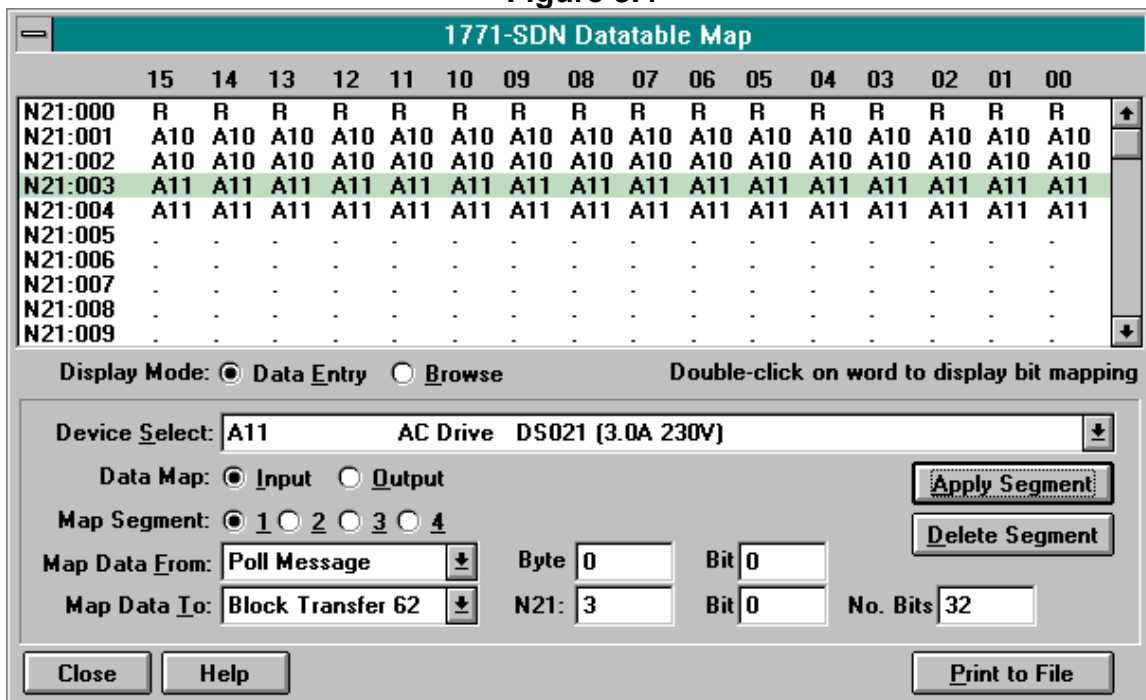 1771-SDN Datatable Map
15 14 13 12 11 10 09 08 07 06 05 04 03 02 01 00
N21:000 R R R R R R R R R R R R R R R R
N21:001 A10 A10 A10 A10 A10 A10 A10 A10 A10 A10 A10 A10 A10 A10 A10 A10
N21:002 A10 A10 A10 A10 A10 A10 A10 A10 A10 A10 A10 A10 A10 A10 A10 A10
N21:003 A11 A11 A11 A11 A11 A11 A11 A11 A11 A11 A11 A11 A11 A11 A11 A11
N21:004 A11 A11 A11 A11 A11 A11 A11 A11 A11 A11 A11 A11 A11 A11 A11 A11
N21:005 . . . . . . . . . . . . . . . .
N21:006 . . . . . . . . . . . . . . . .
N21:007 . . . . . . . . . . . . . . . .
N21:008 . . . . . . . . . . . . . . . .
N21:009 . . . . . . . . . . . . . . . .
Display Mode: Data Entry Browse Double-click on word to display bit mapping
Device Select: A11 AC Drive DS021 (3.0A 230V)
Data Map: Input Output Apply Segment
Map Segment: 1 2 3 4 Delete Segment
Map Data From: Poll Message Byte 0 Bit 0
Map Data To: Block Transfer 62 N21: 3 Bit 0 No. Bits 32
Close Help Print to File